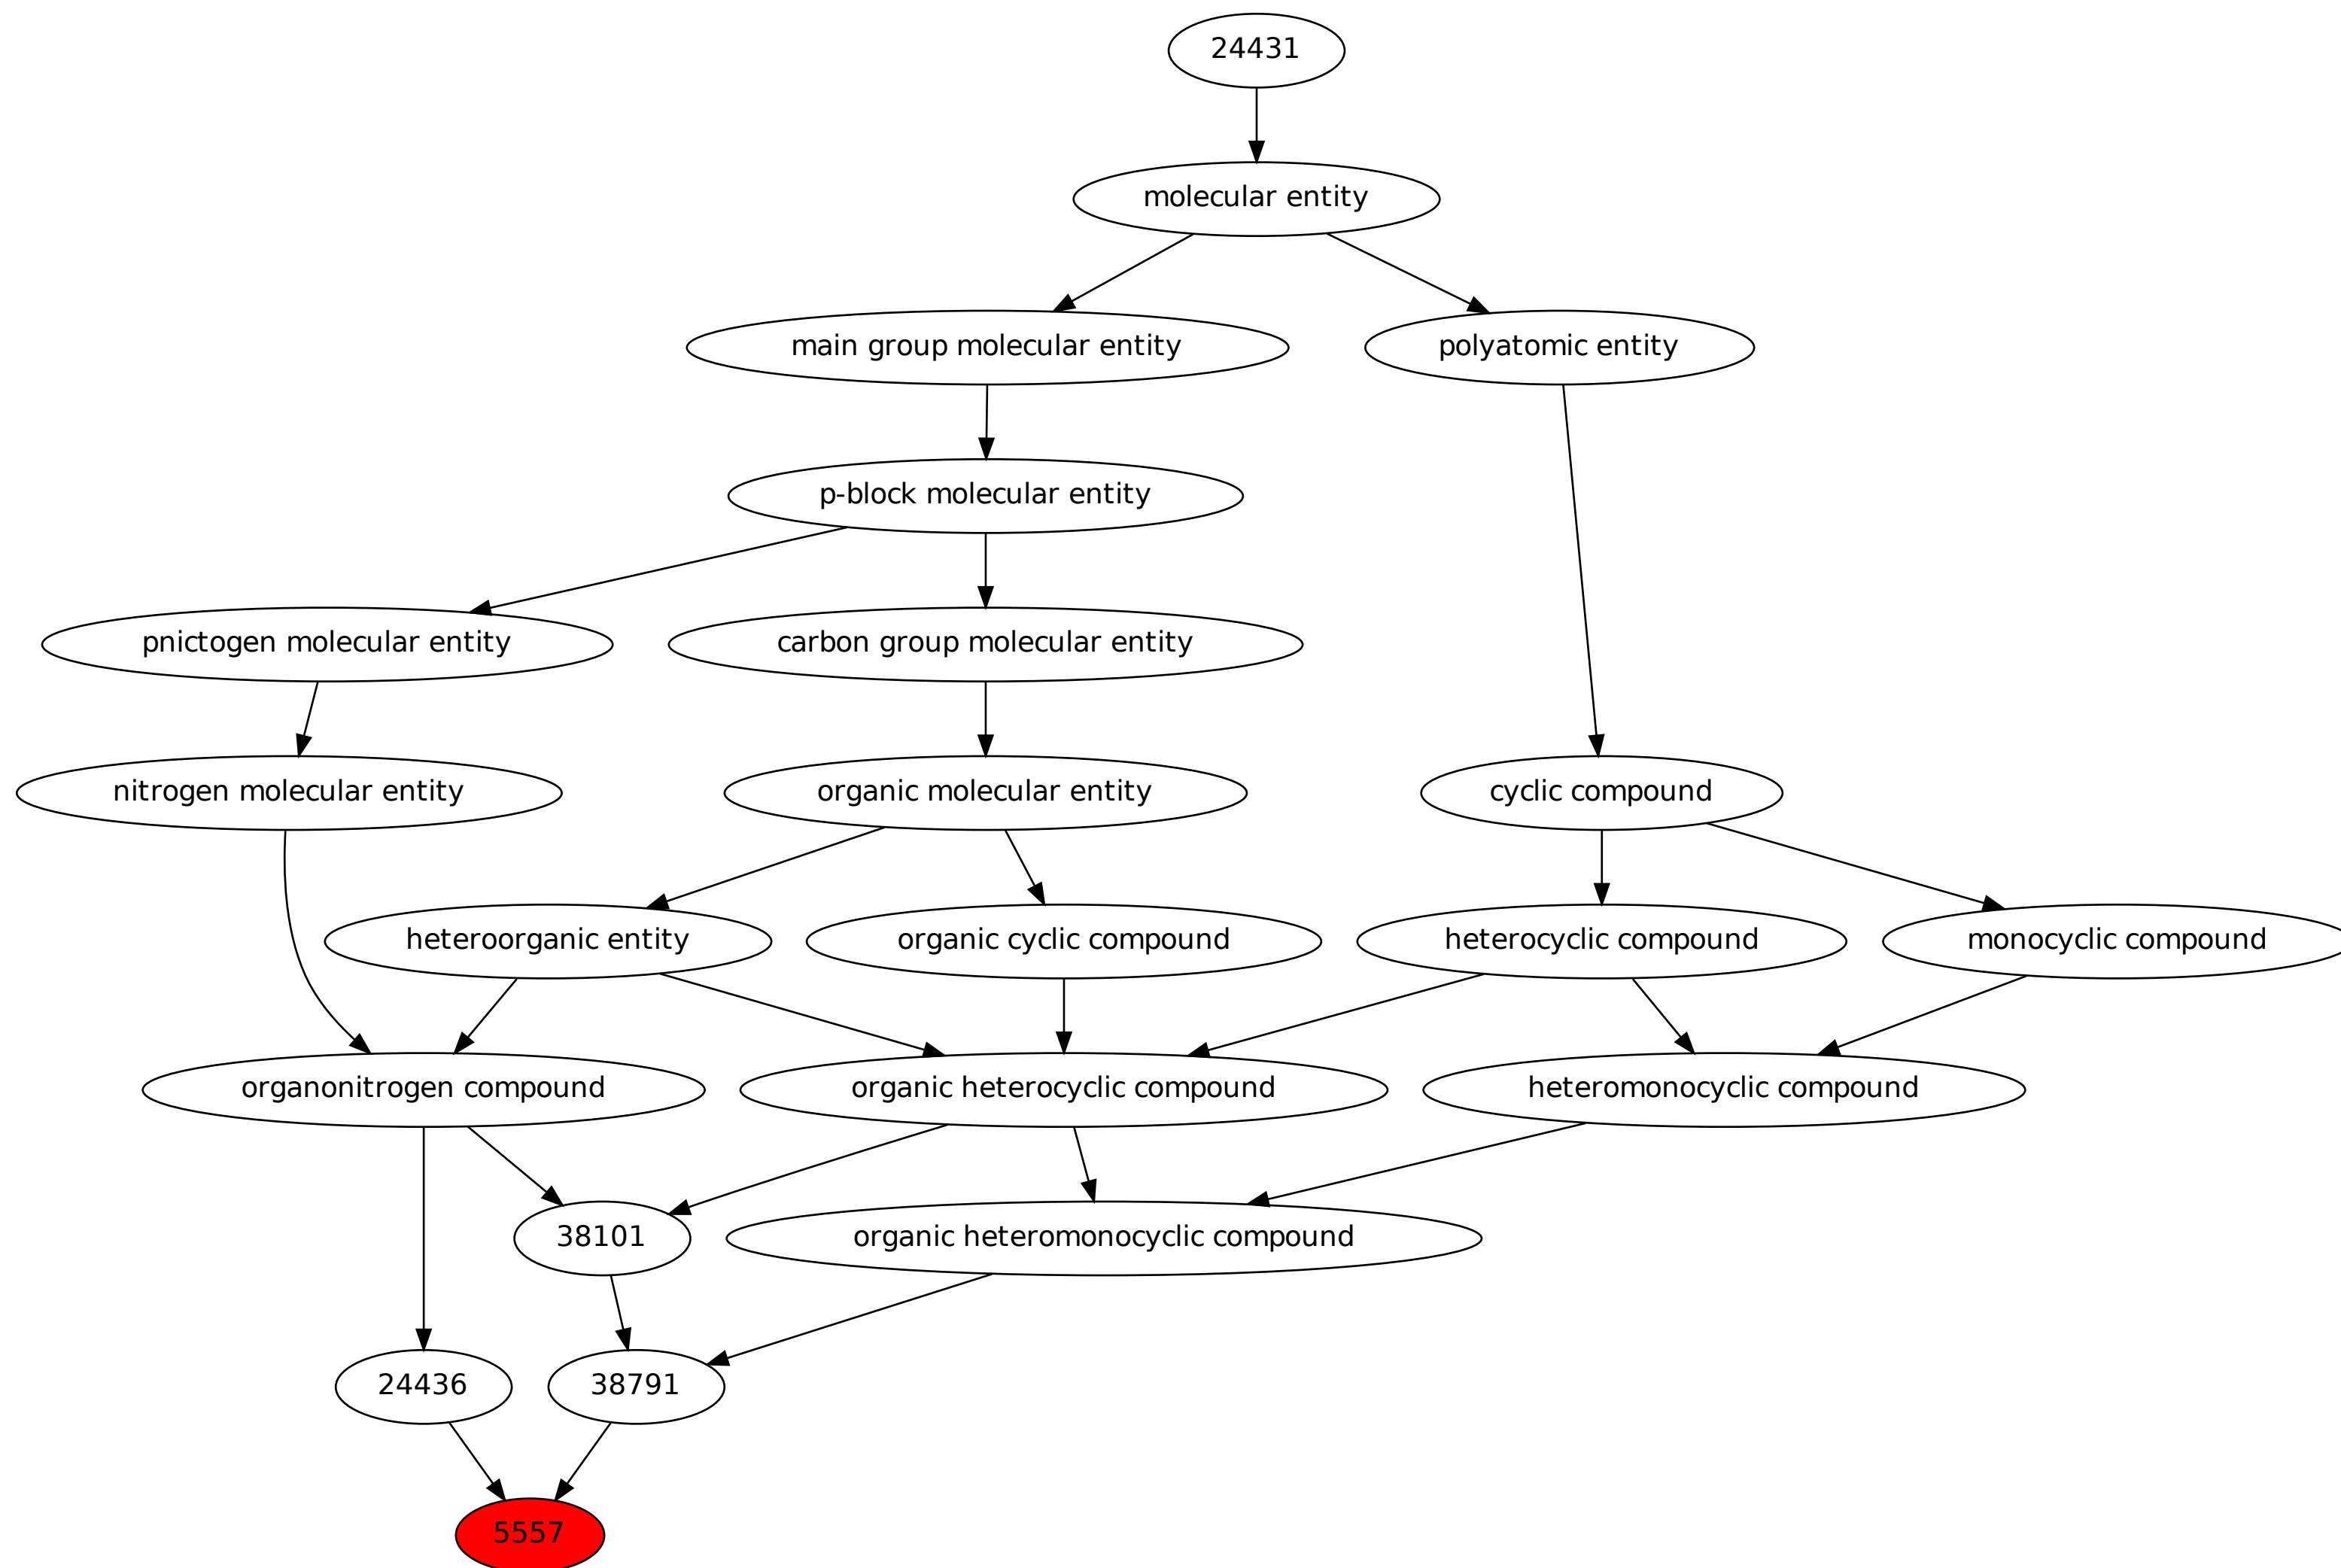 24431
molecular entity
main group molecular entity
polyatomic entity
p-block molecular entity
pnictogen molecular entity
carbon group molecular entity
nitrogen molecular entity
organic molecular entity
cyclic compound
heteroorganic entity
organic cyclic compound
heterocyclic compound
monocyclic compound
organonitrogen compound
organic heterocyclic compound
heteromonocyclic compound
38101
organic heteromonocyclic compound
24436
38791
5557